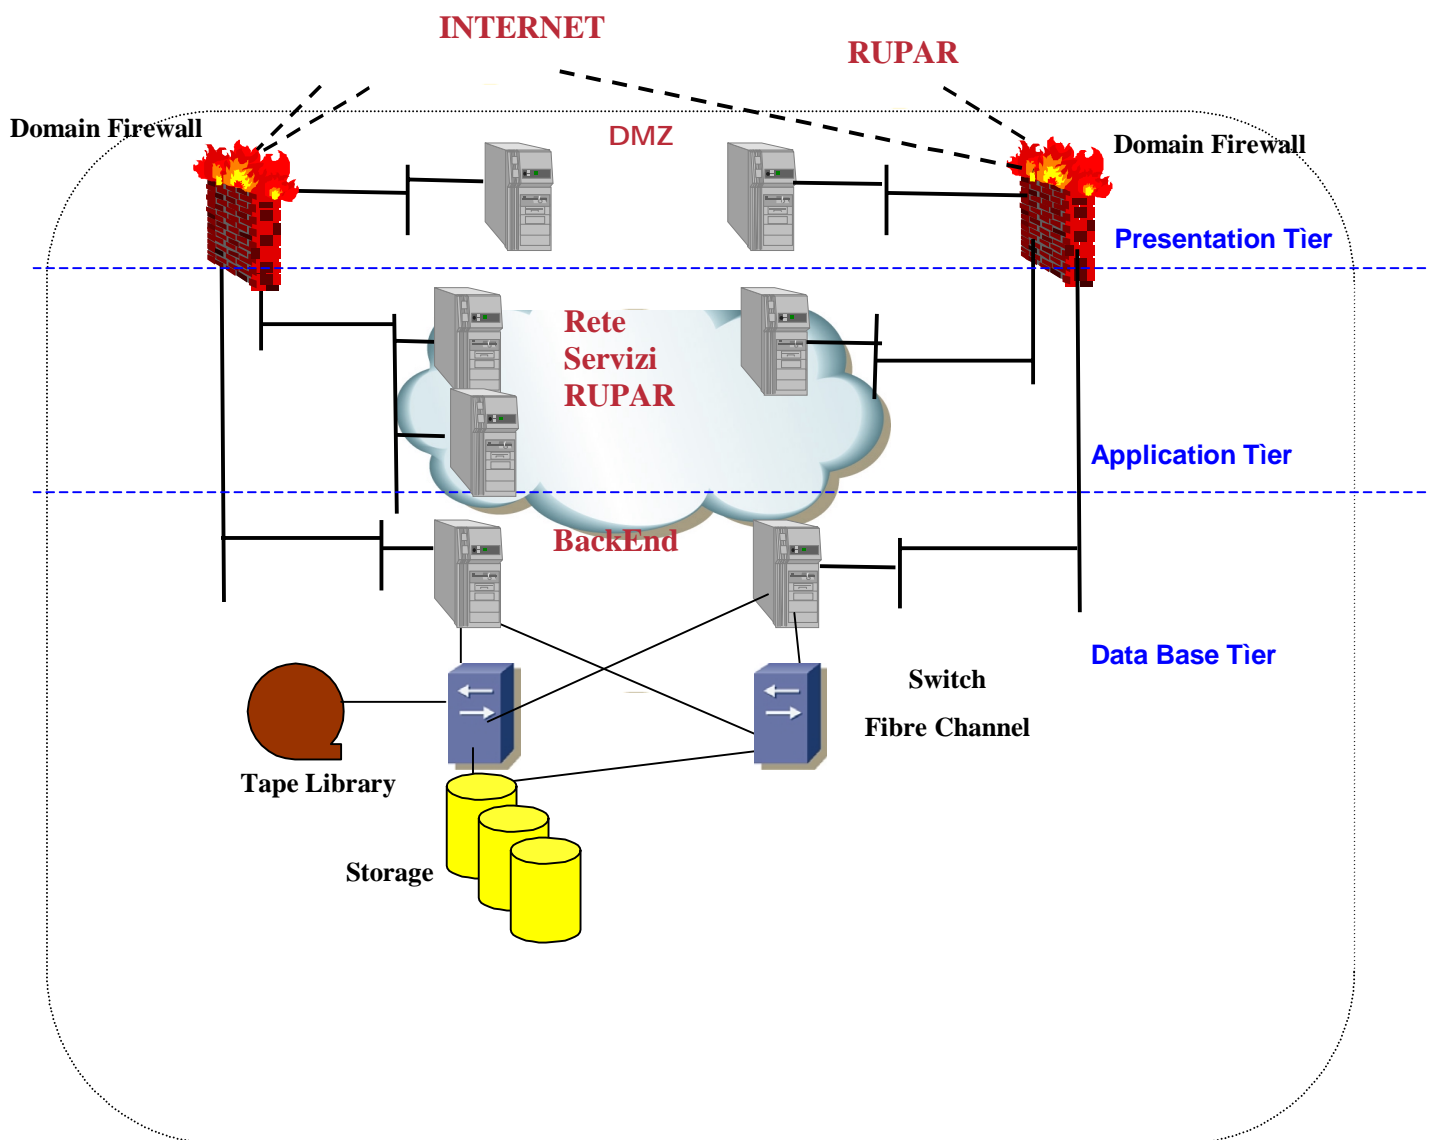 INTERNET
RUPAR
Domain Firewall
DMZ
Domain Firewall
Presentation Tìer
Rete
Servizi
RUPAR
Application Tìer
BackEnd
Data Base Tìer
Switch
Fibre Channel
Tape Library
Storage